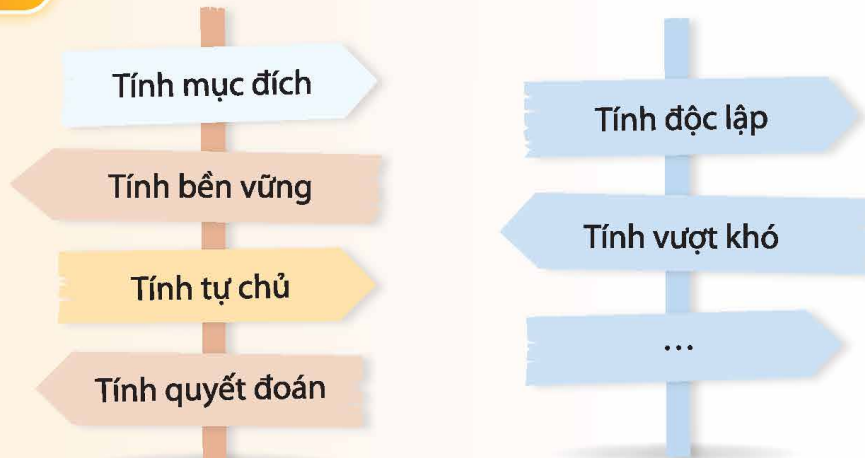 Tính mục đích
Tính bền vững
Tính tự chủ
Tính quyết đoán
Tính độc lập
Tính vượt khó
...